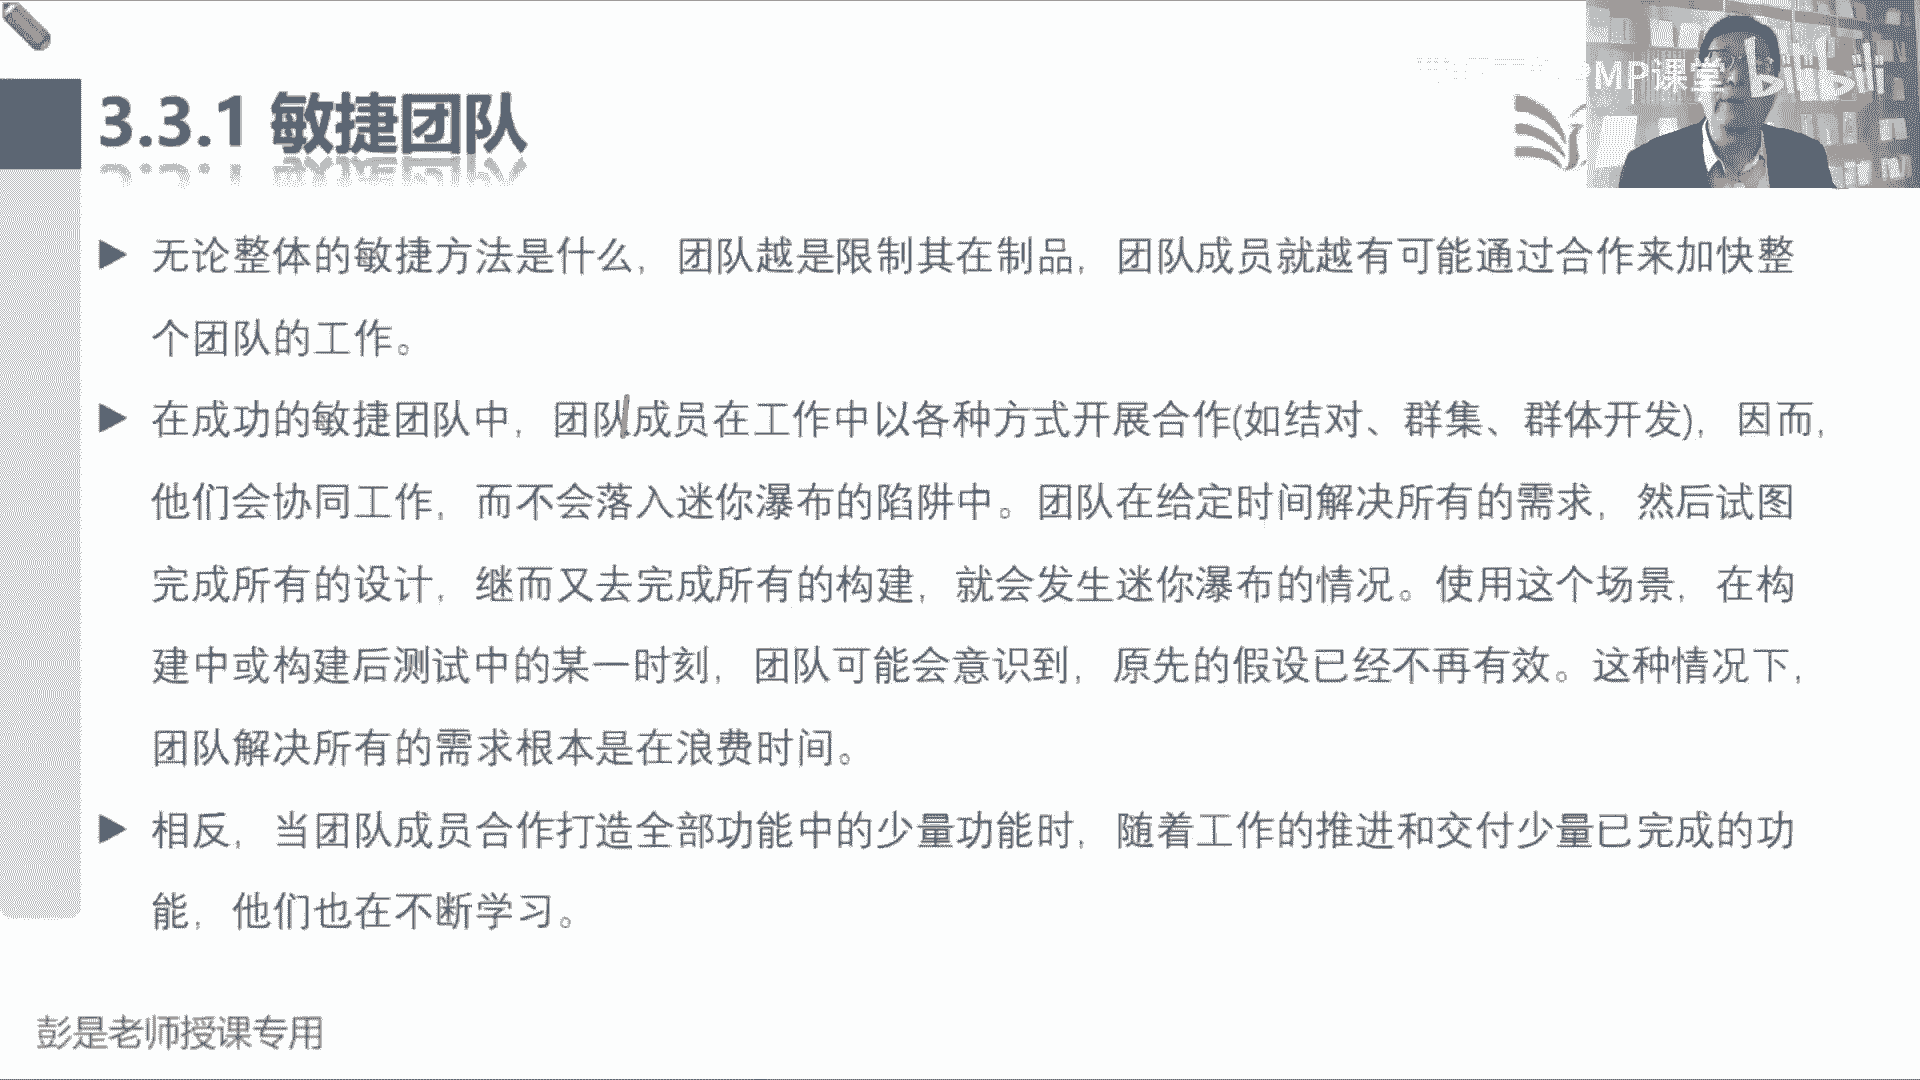 PMP课堂 bilibili
3.3.1 敏捷团队
无论整体的敏捷方法是什么，团队越是限制其在制品，团队成员就越有可能通过合作来加快整
个团队的工作。
在成功的敏捷团队中，团队成员在工作中以各种方式开展合作(如结对、群集、群体开发)，因而，
他们会协同工作，而不会落入迷你瀑布的陷阱中。团队在给定时间解决所有的需求，然后试图
完成所有的设计，继而又去完成所有的构建，就会发生迷你瀑布的情况。使用这个场景，在构
建中或构建后测试中的某一时刻，团队可能会意识到，原先的假设已经不再有效。这种情况下，
团队解决所有的需求根本是在浪费时间。
相反，当团队成员合作打造全部功能中的少量功能时，随着工作的推进和交付少量已完成的功
能，他们也在不断学习。
彭是老师授课专用